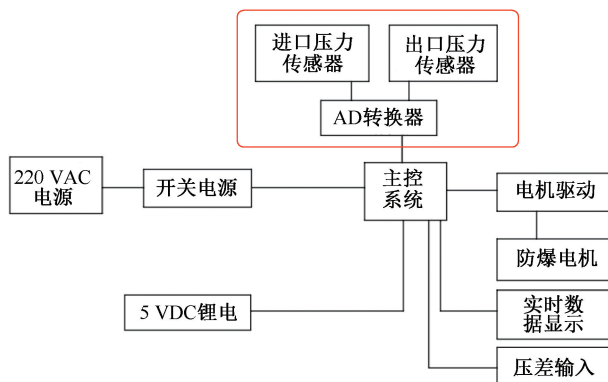 进口压力
传感器
出口压力
传感器
AD转换器
220 VAC
电源
开关电源
主控
系统
电机驱动
防爆电机
5 VDC锂电
实时数
据显示
压差输入